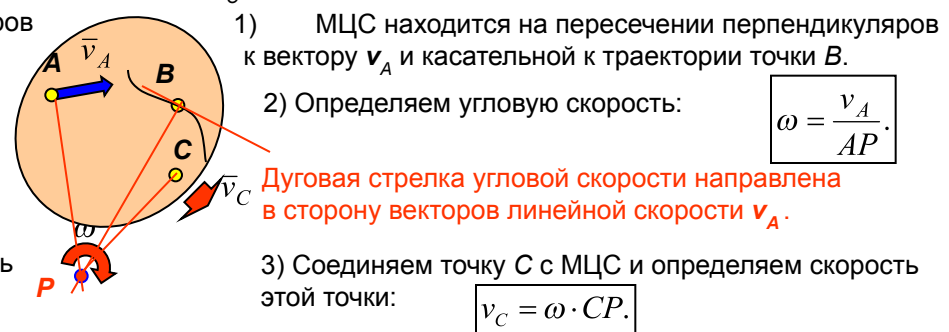 ров
1) МЦС находится на пересечении перпендикуляров
к вектору v_A и касательной к траектории точки B.
2) Определяем угловую скорость:
ω = v_A / AP.
Дуговая стрелка угловой скорости направлена
в сторону векторов линейной скорости v_A.
3) Соединяем точку C с МЦС и определяем скорость
этой точки:
v_C = ω · CP.
A
v̄_A
B
C
v̄_C
ω
ь
P